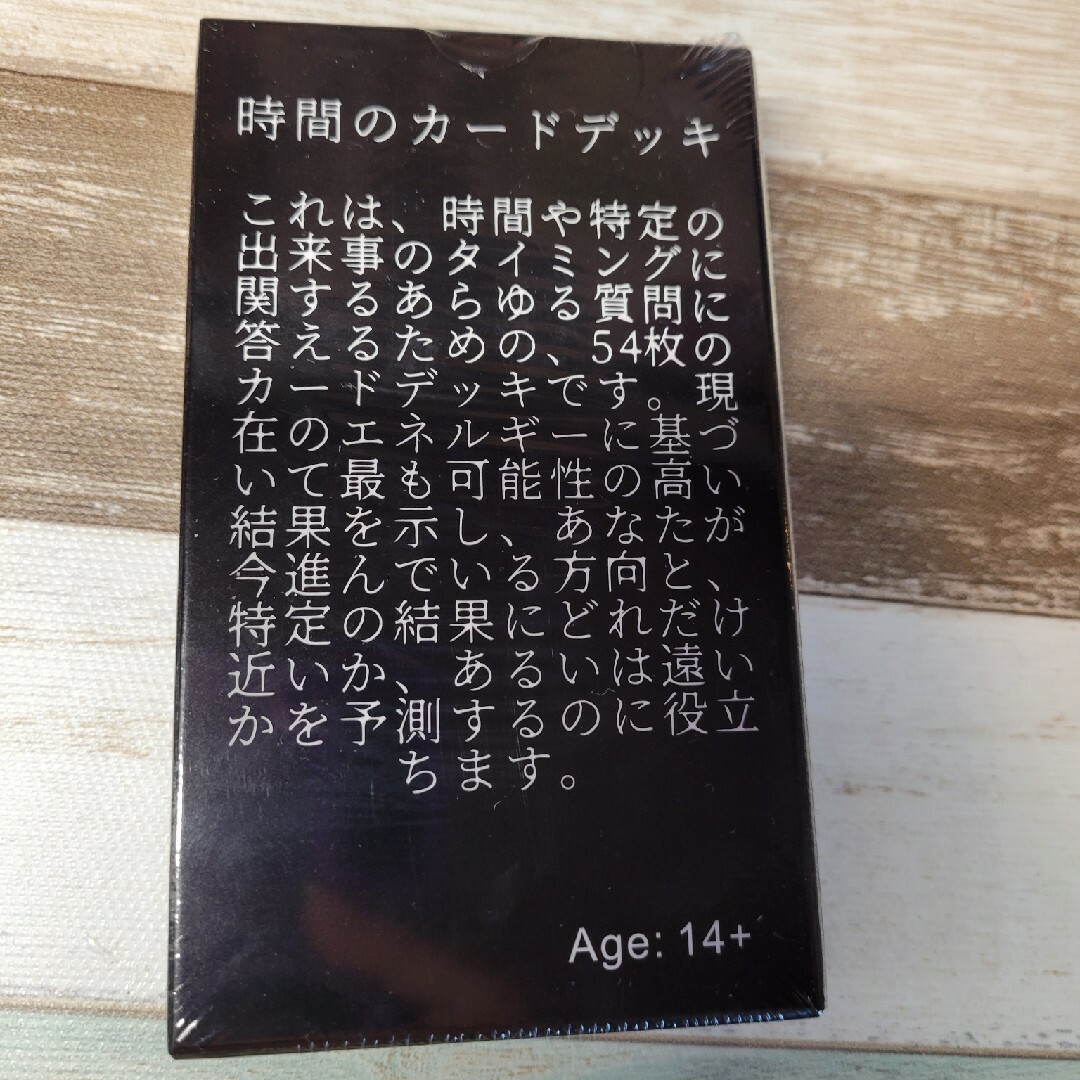 時間のカードデッキ
これは、時間や特定の
出来事のタイミングに
関するあらゆる質問に
答えるための、54枚の
カードデッキです。現
在のエネルギーに基づ
いて最も可能性の高い
結果を示し、あなたが
今進んでいる方向と、
特定の結果にどれだけ
近いか、あるいは遠い
かを予測するのに役立
ちます。
Age: 14+